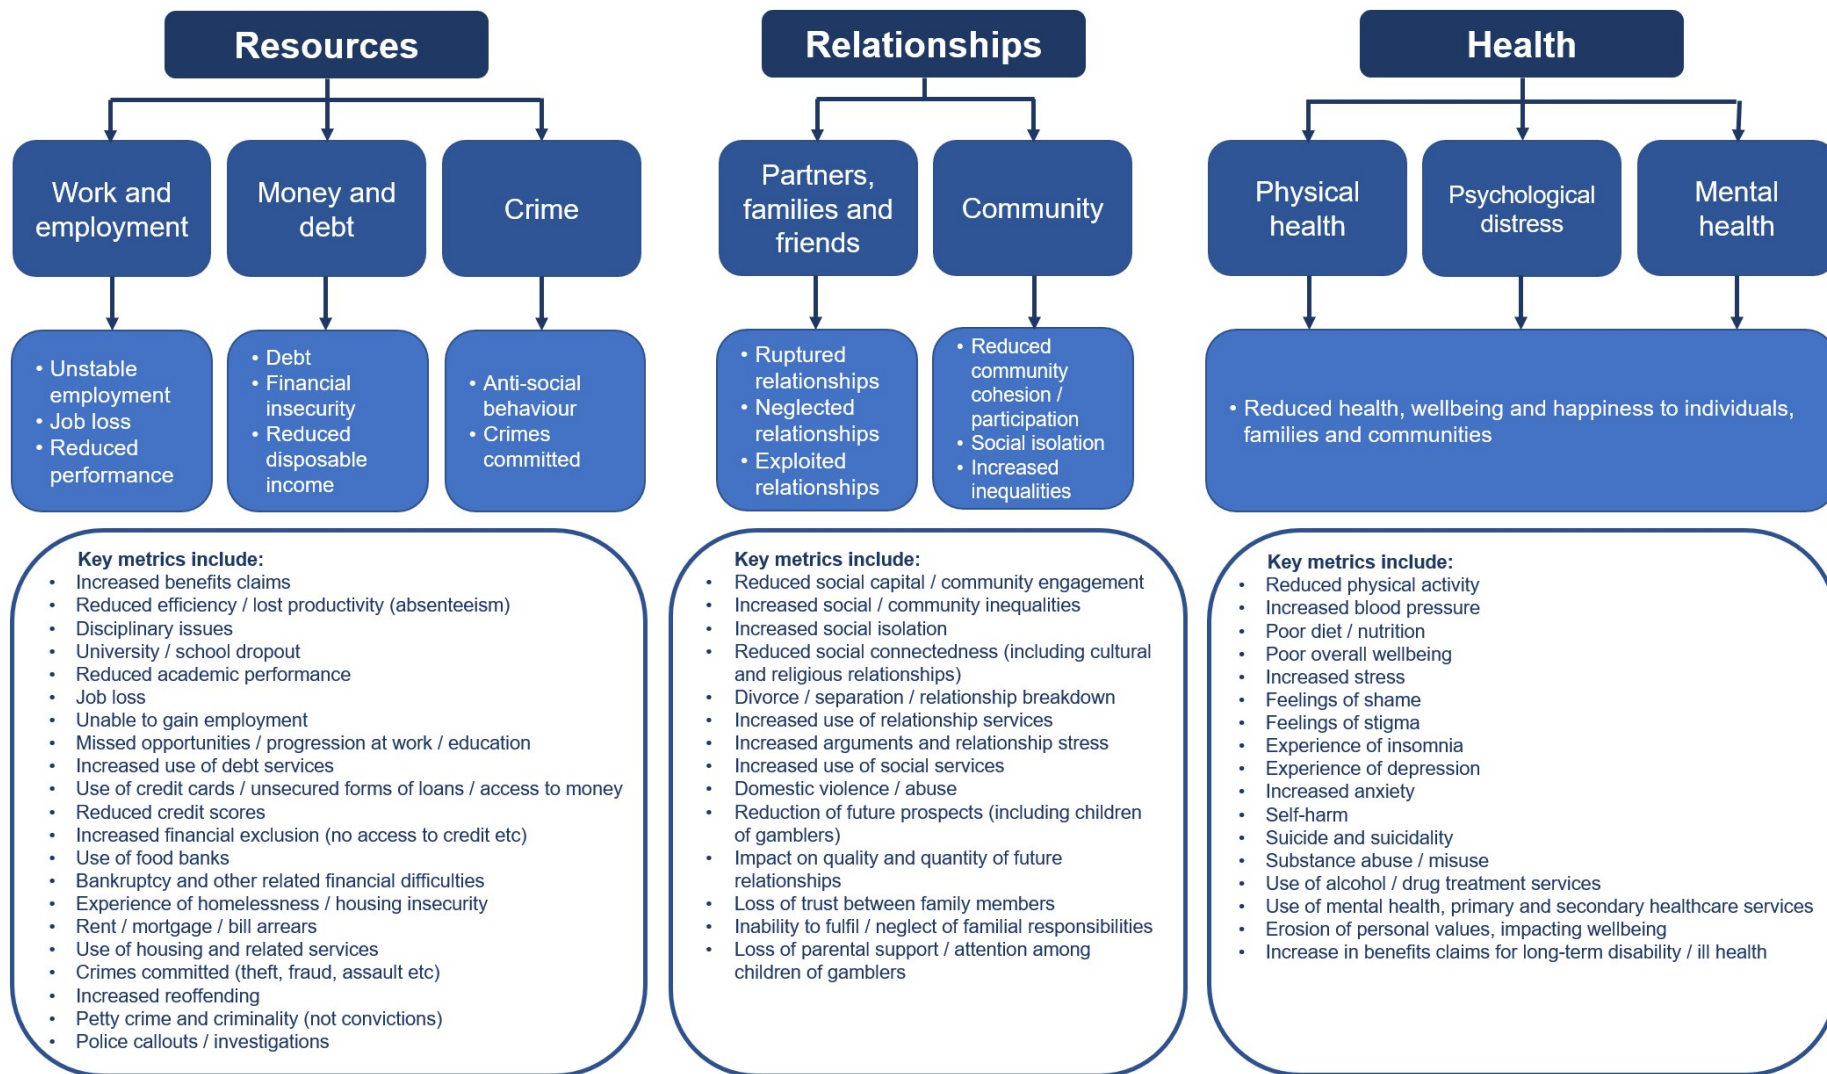 Resources
Work and
employment
Money and
debt
Crime
• Unstable
employment
• Job loss
• Reduced
performance
• Debt
• Financial
insecurity
• Reduced
disposable
income
• Anti-social
behaviour
• Crimes
committed
Key metrics include:
• Increased benefits claims
• Reduced efficiency / lost productivity (absenteeism)
• Disciplinary issues
• University / school dropout
• Reduced academic performance
• Job loss
• Unable to gain employment
• Missed opportunities / progression at work / education
• Increased use of debt services
• Use of credit cards / unsecured forms of loans / access to money
• Reduced credit scores
• Increased financial exclusion (no access to credit etc)
• Use of food banks
• Bankruptcy and other related financial difficulties
• Experience of homelessness / housing insecurity
• Rent / mortgage / bill arrears
• Use of housing and related services
• Crimes committed (theft, fraud, assault etc)
• Increased reoffending
• Petty crime and criminality (not convictions)
• Police callouts / investigations
Relationships
Partners,
families and
friends
Community
• Ruptured
relationships
• Neglected
relationships
• Exploited
relationships
• Reduced
community
cohesion /
participation
• Social isolation
• Increased
inequalities
Key metrics include:
• Reduced social capital / community engagement
• Increased social / community inequalities
• Increased social isolation
• Reduced social connectedness (including cultural
and religious relationships)
• Divorce / separation / relationship breakdown
• Increased use of relationship services
• Increased arguments and relationship stress
• Increased use of social services
• Domestic violence / abuse
• Reduction of future prospects (including children
of gamblers)
• Impact on quality and quantity of future
relationships
• Loss of trust between family members
• Inability to fulfil / neglect of familial responsibilities
• Loss of parental support / attention among
children of gamblers
Health
Physical
health
Psychological
distress
Mental
health
• Reduced health, wellbeing and happiness to individuals,
families and communities
Key metrics include:
• Reduced physical activity
• Increased blood pressure
• Poor diet / nutrition
• Poor overall wellbeing
• Increased stress
• Feelings of shame
• Feelings of stigma
• Experience of insomnia
• Experience of depression
• Increased anxiety
• Self-harm
• Suicide and suicidality
• Substance abuse / misuse
• Use of alcohol / drug treatment services
• Use of mental health, primary and secondary healthcare services
• Erosion of personal values, impacting wellbeing
• Increase in benefits claims for long-term disability / ill health